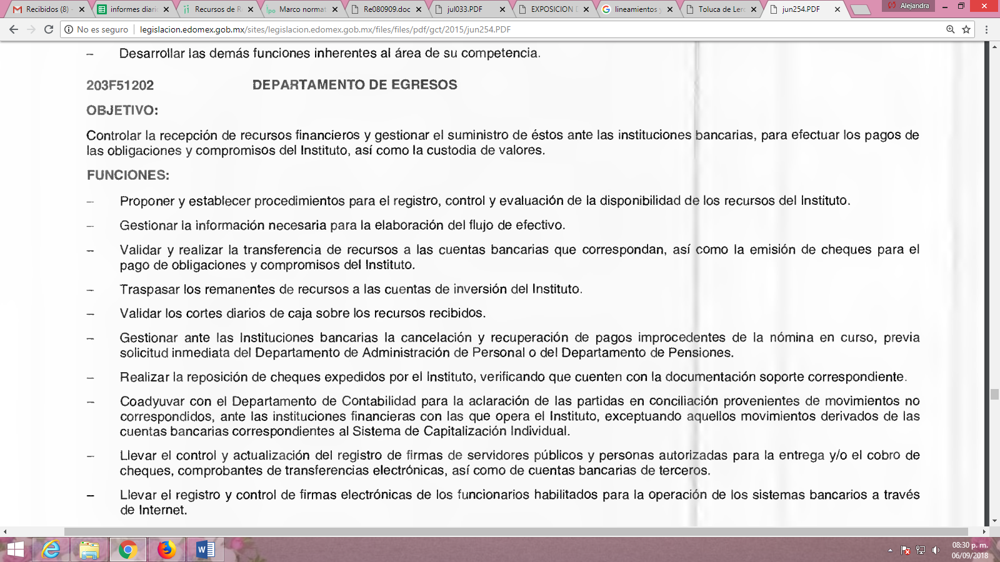 Recibidos (8) -
informes diari
Recursos de R
Marco normat
Re080909.doc
jul033.PDF
EXPOSICION D
lineamientos y
Toluca de Lerd
jun254.PDF
Alejandra
No es seguro | legislacion.edomex.gob.mx/sites/legislacion.edomex.gob.mx/files/files/pdf/gct/2015/jun254.PDF
– Desarrollar las demás funciones inherentes al área de su competencia.
203F51202 DEPARTAMENTO DE EGRESOS
OBJETIVO:
Controlar la recepción de recursos financieros y gestionar el suministro de éstos ante las instituciones bancarias, para efectuar los pagos de
las obligaciones y compromisos del Instituto, así como la custodia de valores.
FUNCIONES:
– Proponer y establecer procedimientos para el registro, control y evaluación de la disponibilidad de los recursos del Instituto.
– Gestionar la información necesaria para la elaboración del flujo de efectivo.
– Validar y realizar la transferencia de recursos a las cuentas bancarias que correspondan, así como la emisión de cheques para el
pago de obligaciones y compromisos del Instituto.
– Traspasar los remanentes de recursos a las cuentas de inversión del Instituto.
– Validar los cortes diarios de caja sobre los recursos recibidos.
– Gestionar ante las Instituciones bancarias la cancelación y recuperación de pagos improcedentes de la nómina en curso, previa
solicitud inmediata del Departamento de Administración de Personal o del Departamento de Pensiones.
– Realizar la reposición de cheques expedidos por el Instituto, verificando que cuenten con la documentación soporte correspondiente.
– Coadyuvar con el Departamento de Contabilidad para la aclaración de las partidas en conciliación provenientes de movimientos no
correspondidos, ante las instituciones financieras con las que opera el Instituto, exceptuando aquellos movimientos derivados de las
cuentas bancarias correspondientes al Sistema de Capitalización Individual.
– Llevar el control y actualización del registro de firmas de servidores públicos y personas autorizadas para la entrega y/o el cobro de
cheques, comprobantes de transferencias electrónicas, así como de cuentas bancarias de terceros.
– Llevar el registro y control de firmas electrónicas de los funcionarios habilitados para la operación de los sistemas bancarios a través
de Internet.
08:30 p. m.
06/09/2018